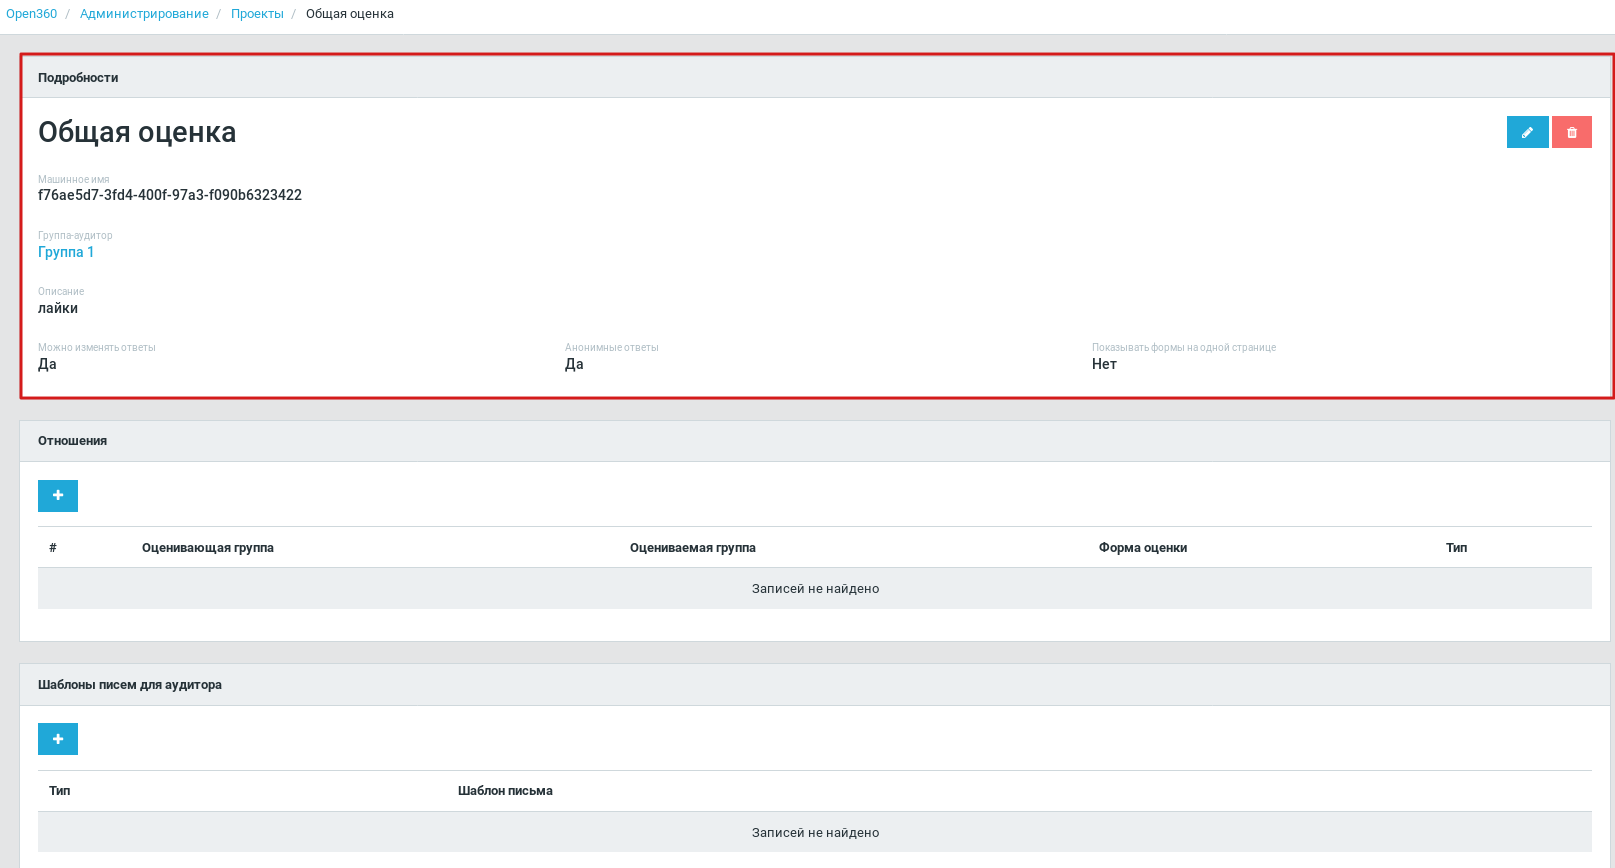 Open360 / Администрирование / Проекты / Общая оценка
Подробности
Общая оценка
Машинное имя
f76ae5d7-3fd4-400f-97a3-f090b6323422
Группа-аудитор
Группа 1
Описание
лайки
Можно изменять ответы Анонимные ответы Показывать формы на одной странице
Да Да Нет
Отношения
# Оценивающая группа Оцениваемая группа Форма оценки Тип
Записей не найдено
Шаблоны писем для аудитора
Тип Шаблон письма
Записей не найдено